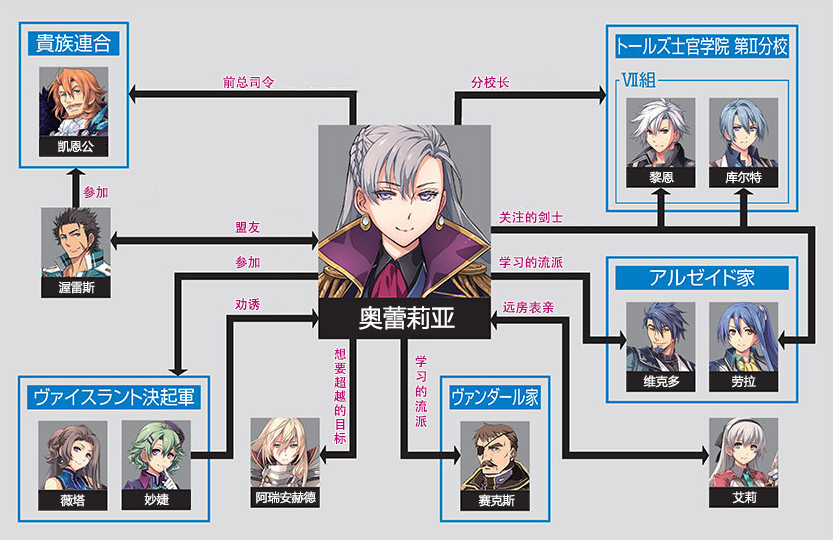 貴族連合
凯恩公
前总司令
分校长
トールズ士官学院 第Ⅱ分校
Ⅶ組
黎恩
库尔特
参加
渥雷斯
盟友
关注的剑士
参加
学习的流派
アルゼイド家
维克多
劳拉
劝诱
远房表亲
奥蕾莉亚
想要超越的目标
学习的流派
ヴァイスラント決起軍
薇塔
妙婕
阿瑞安赫德
ヴァンダール家
赛克斯
艾莉